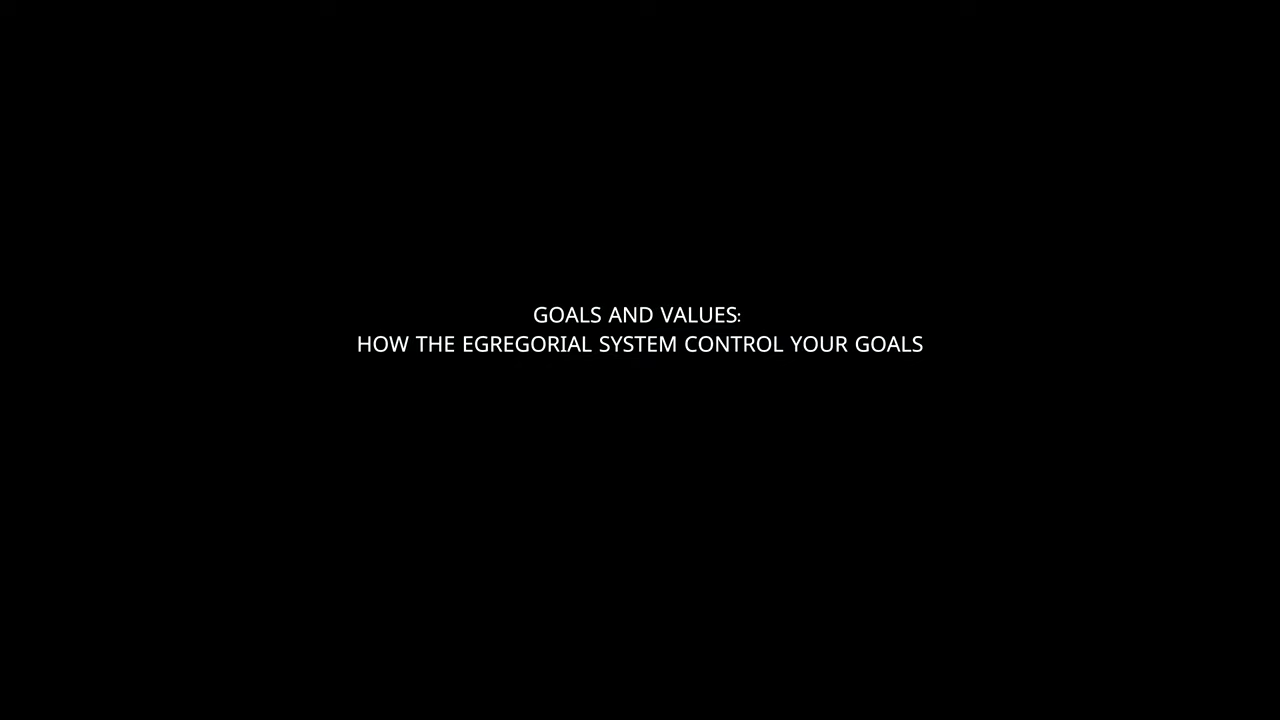 GOALS AND VALUES:
HOW THE EGREGORIAL SYSTEM CONTROL YOUR GOALS